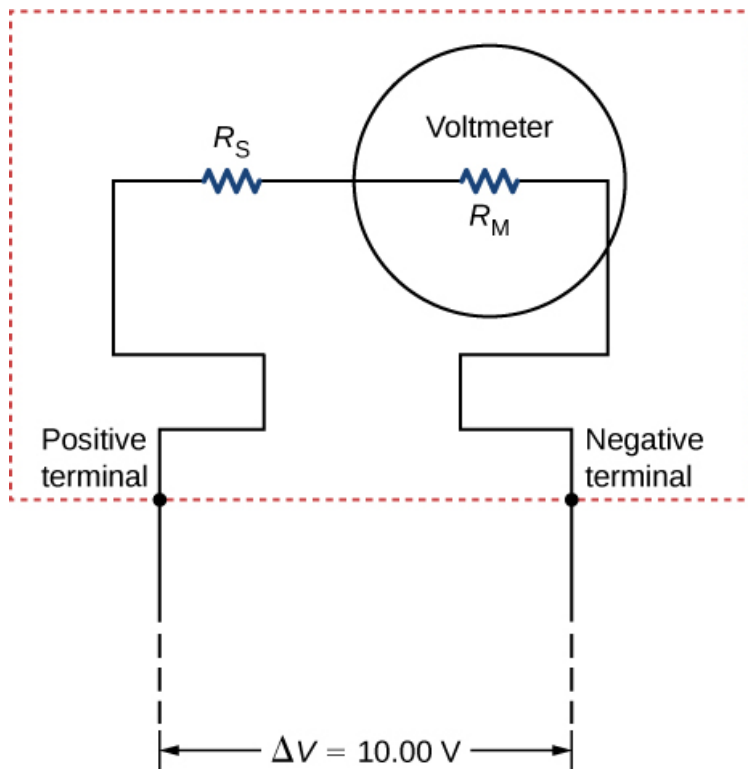 Voltmeter
R_S
R_M
Positive
terminal
Negative
terminal
ΔV = 10.00 V